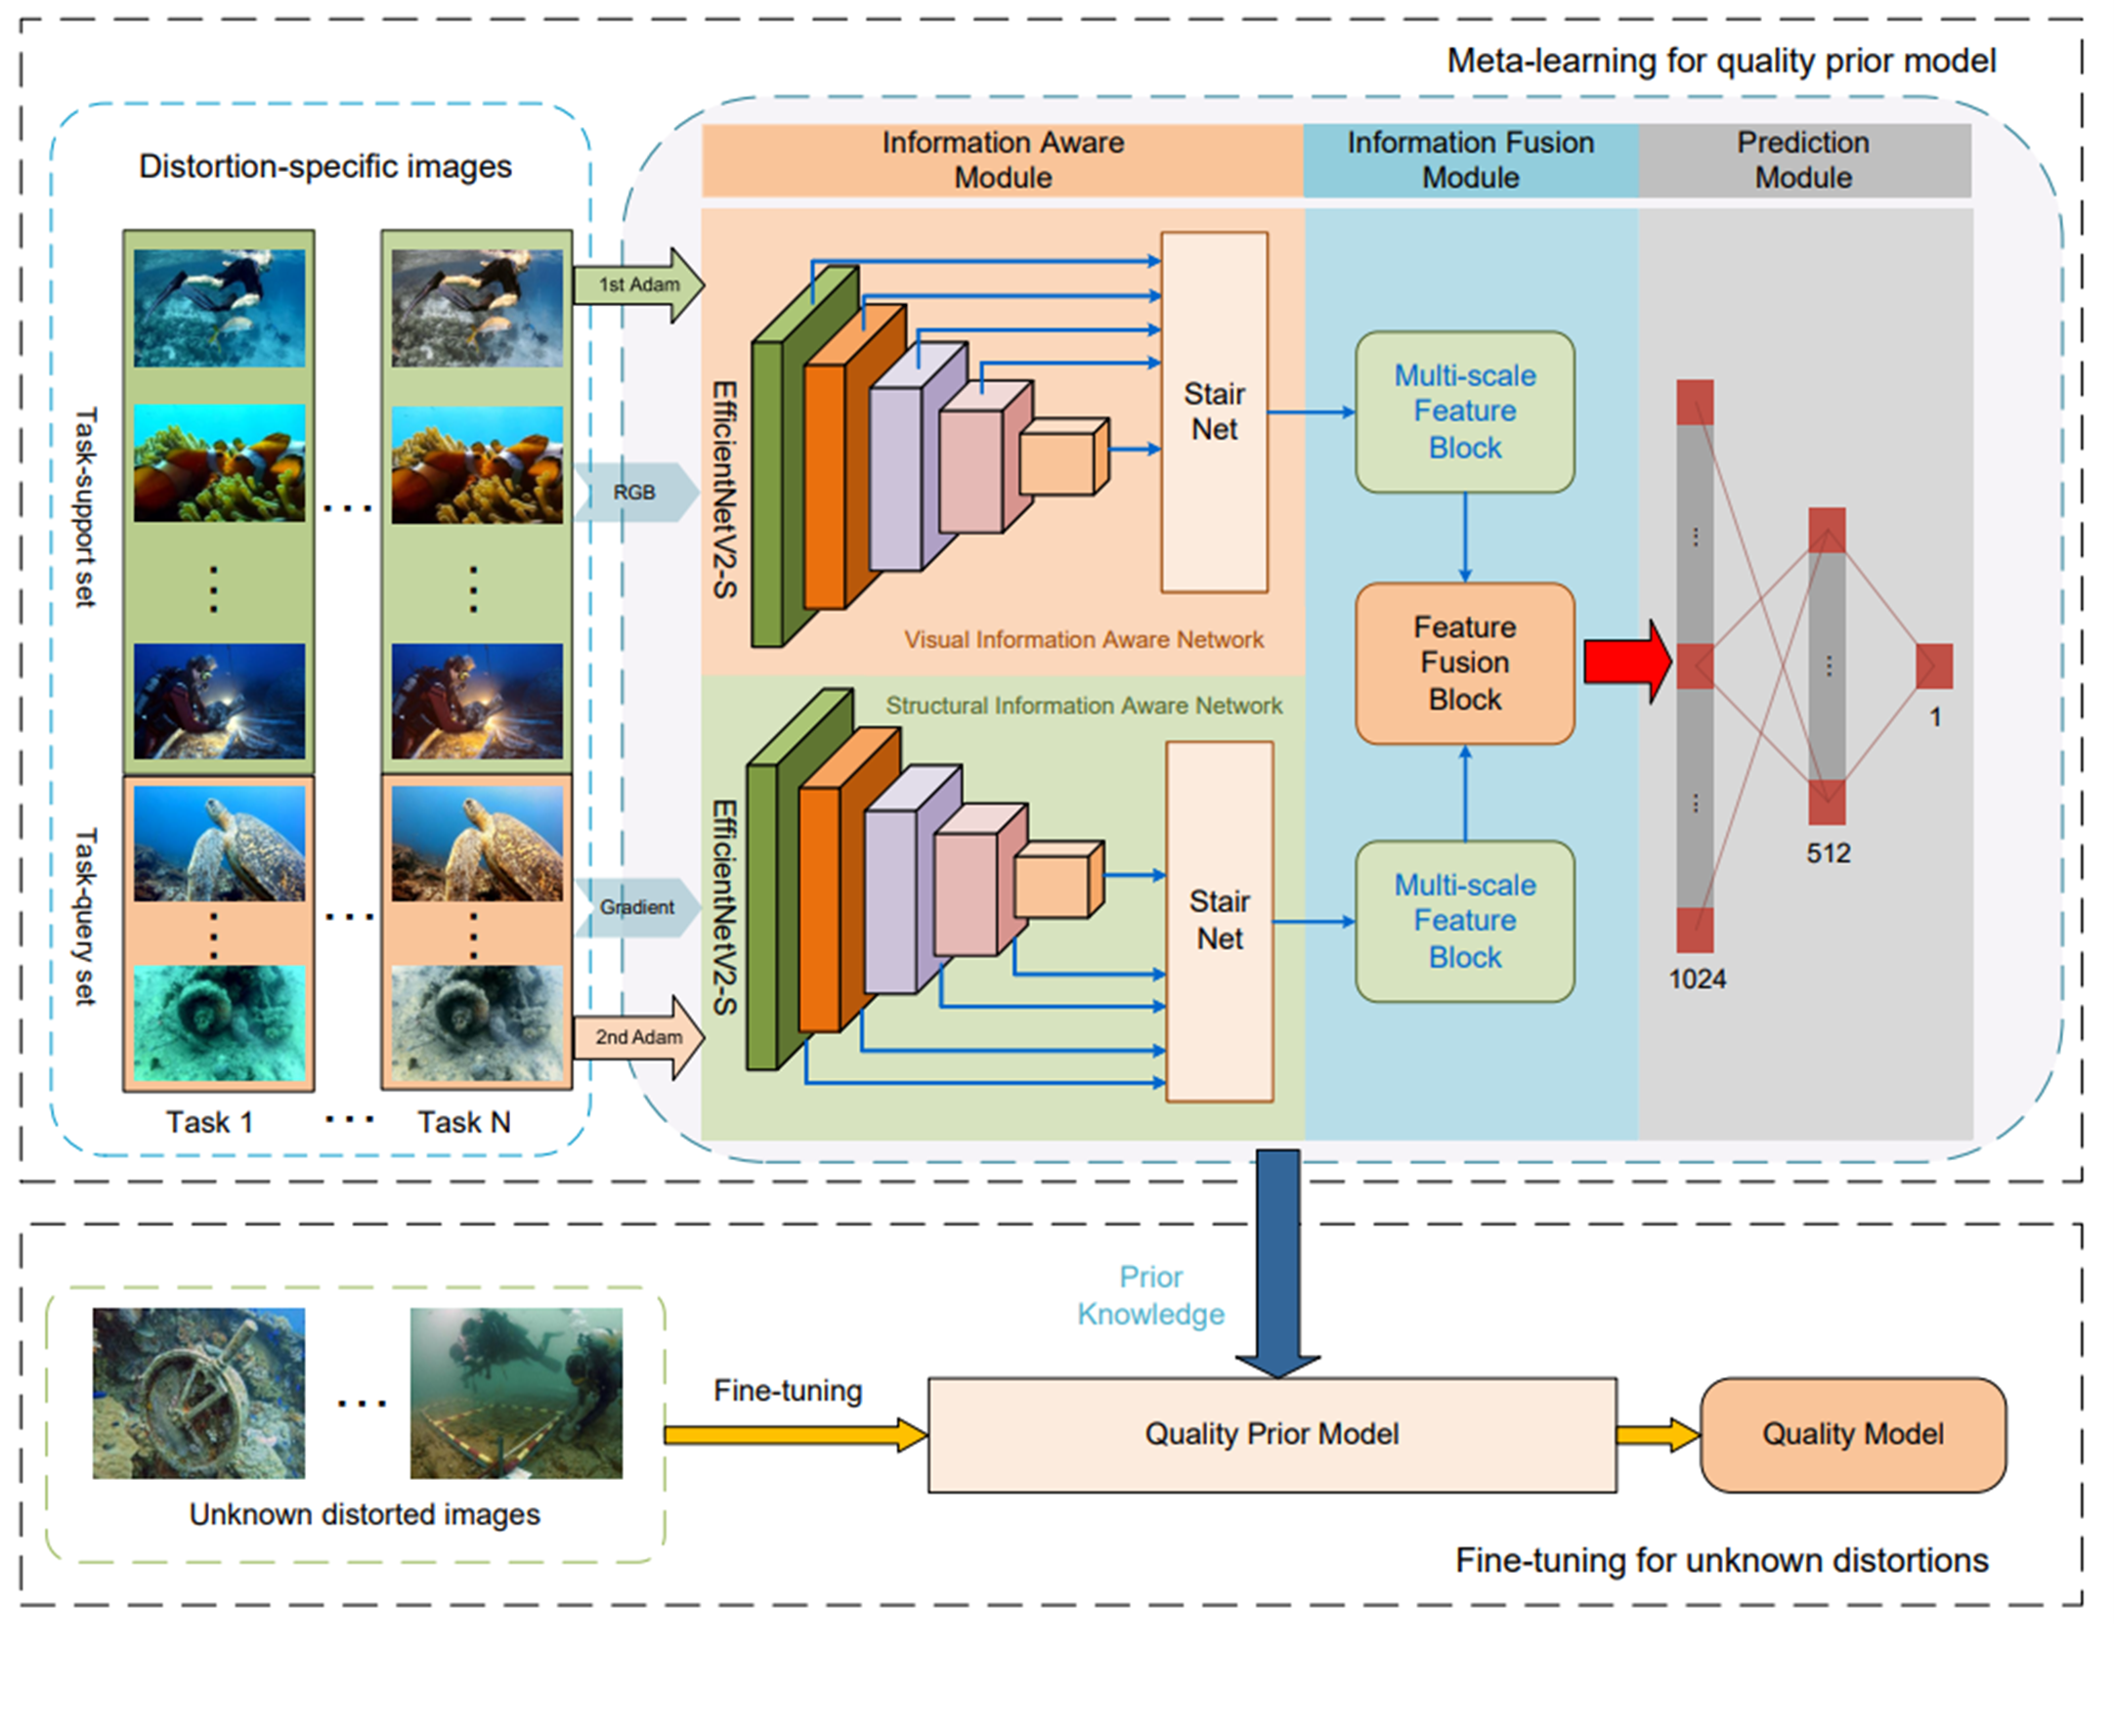 Meta-learning for quality prior model
Distortion-specific images
Task-support set
Task-query set
Task 1
...
Task N
1st Adam
RGB
Gradient
2nd Adam
Information Aware
Module
Information Fusion
Module
Prediction
Module
EfficientNetV2-S
Stair
Net
Visual Information Aware Network
Structural Information Aware Network
EfficientNetV2-S
Stair
Net
Multi-scale
Feature
Block
Feature
Fusion
Block
Multi-scale
Feature
Block
1024
512
1
Prior
Knowledge
Unknown distorted images
Fine-tuning
Quality Prior Model
Quality Model
Fine-tuning for unknown distortions